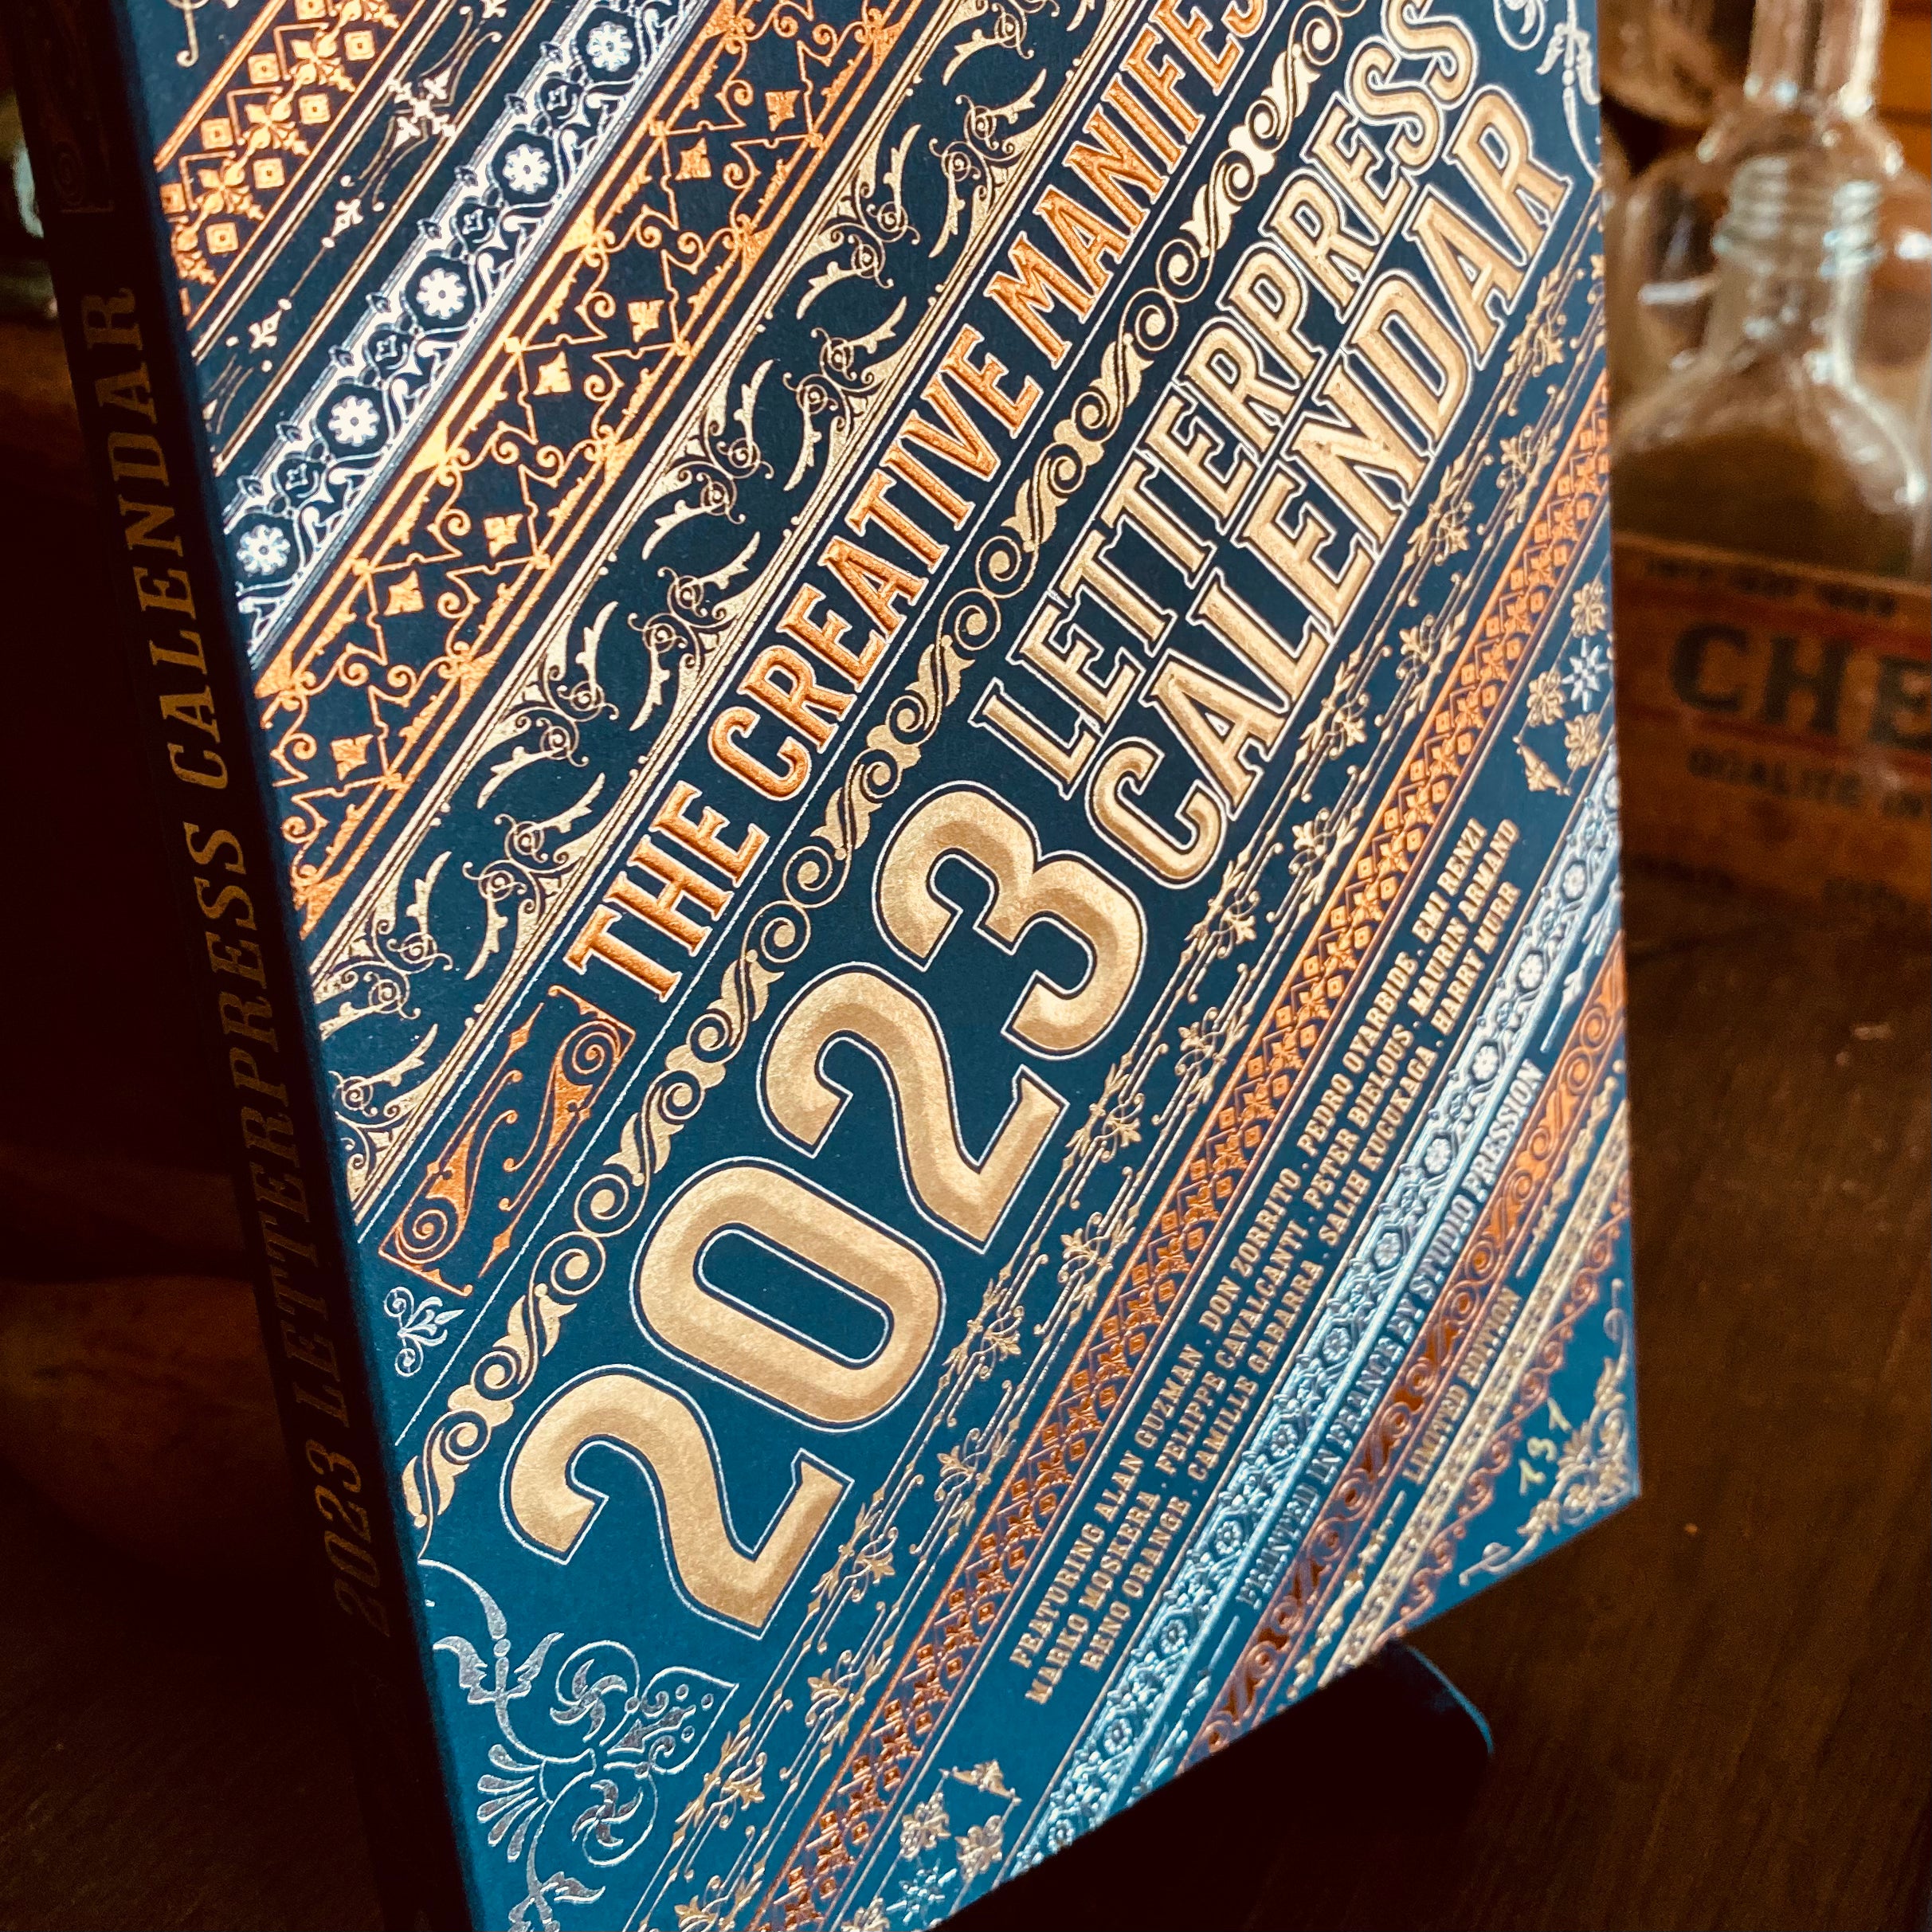 2023 LETTERPRESS CALENDAR
THE CREATIVE MANIFES
2023
LETTERPRESS
CALENDAR
FEATURING ALAN GUZMAN . DON ZORRITO . PEDRO OYARBIDE . EMI RENZI
MARKO MOSKERA . FELIPPE CAVALCANTI . PETER BIELOUS . MAURIN ARMAND
RENO ORANGE . CAMILLE GABARRA . SALIH KUCUKAGA . HARRY MURR
PRINTED IN FRANCE BY STUDIO PRESSION
LIMITED EDITION
131
CHE
QUALITE IN